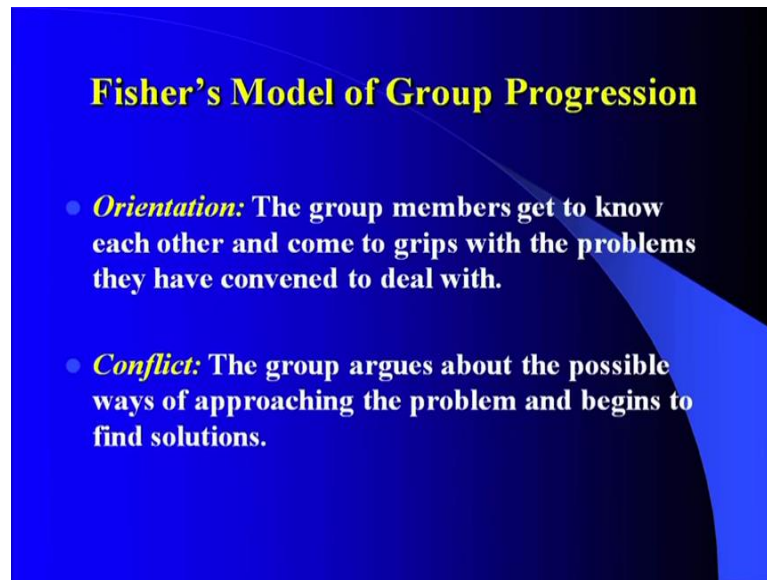 Fisher’s Model of Group Progression
Orientation: The group members get to know
each other and come to grips with the problems
they have convened to deal with.
Conflict: The group argues about the possible
ways of approaching the problem and begins to
find solutions.